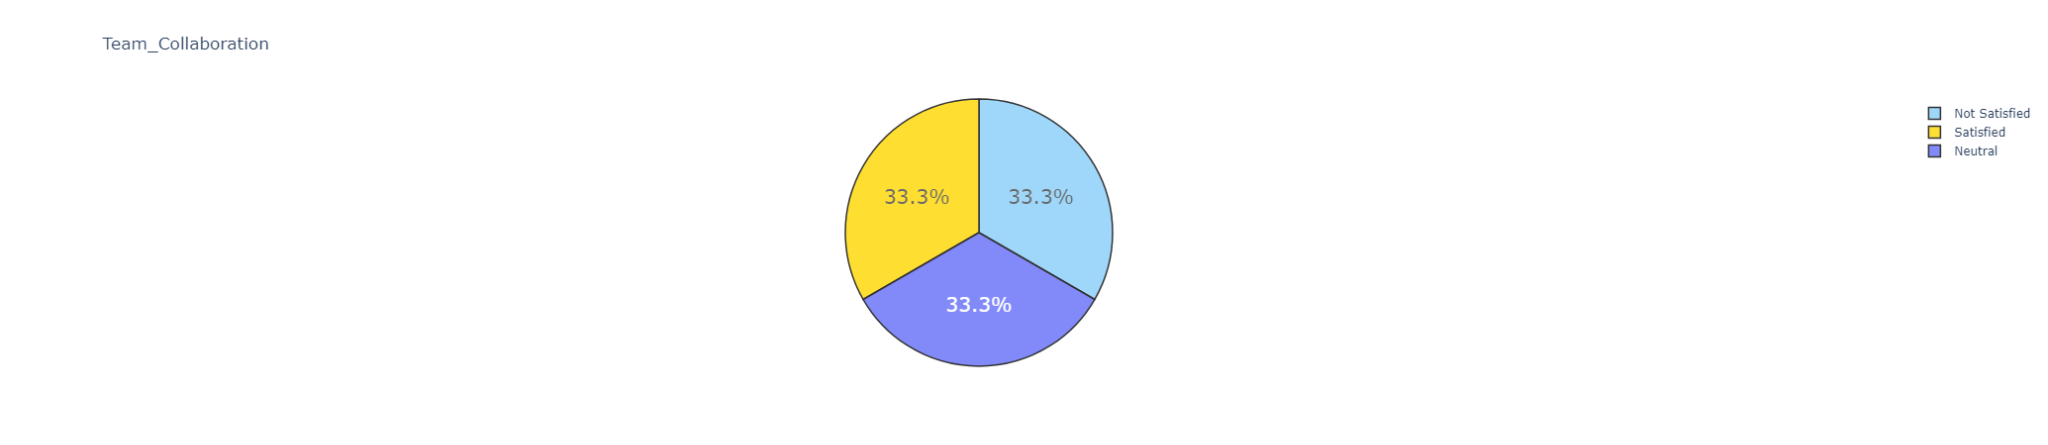 Team_Collaboration
Not Satisfied
Satisfied
Neutral
33.3%
33.3%
33.3%